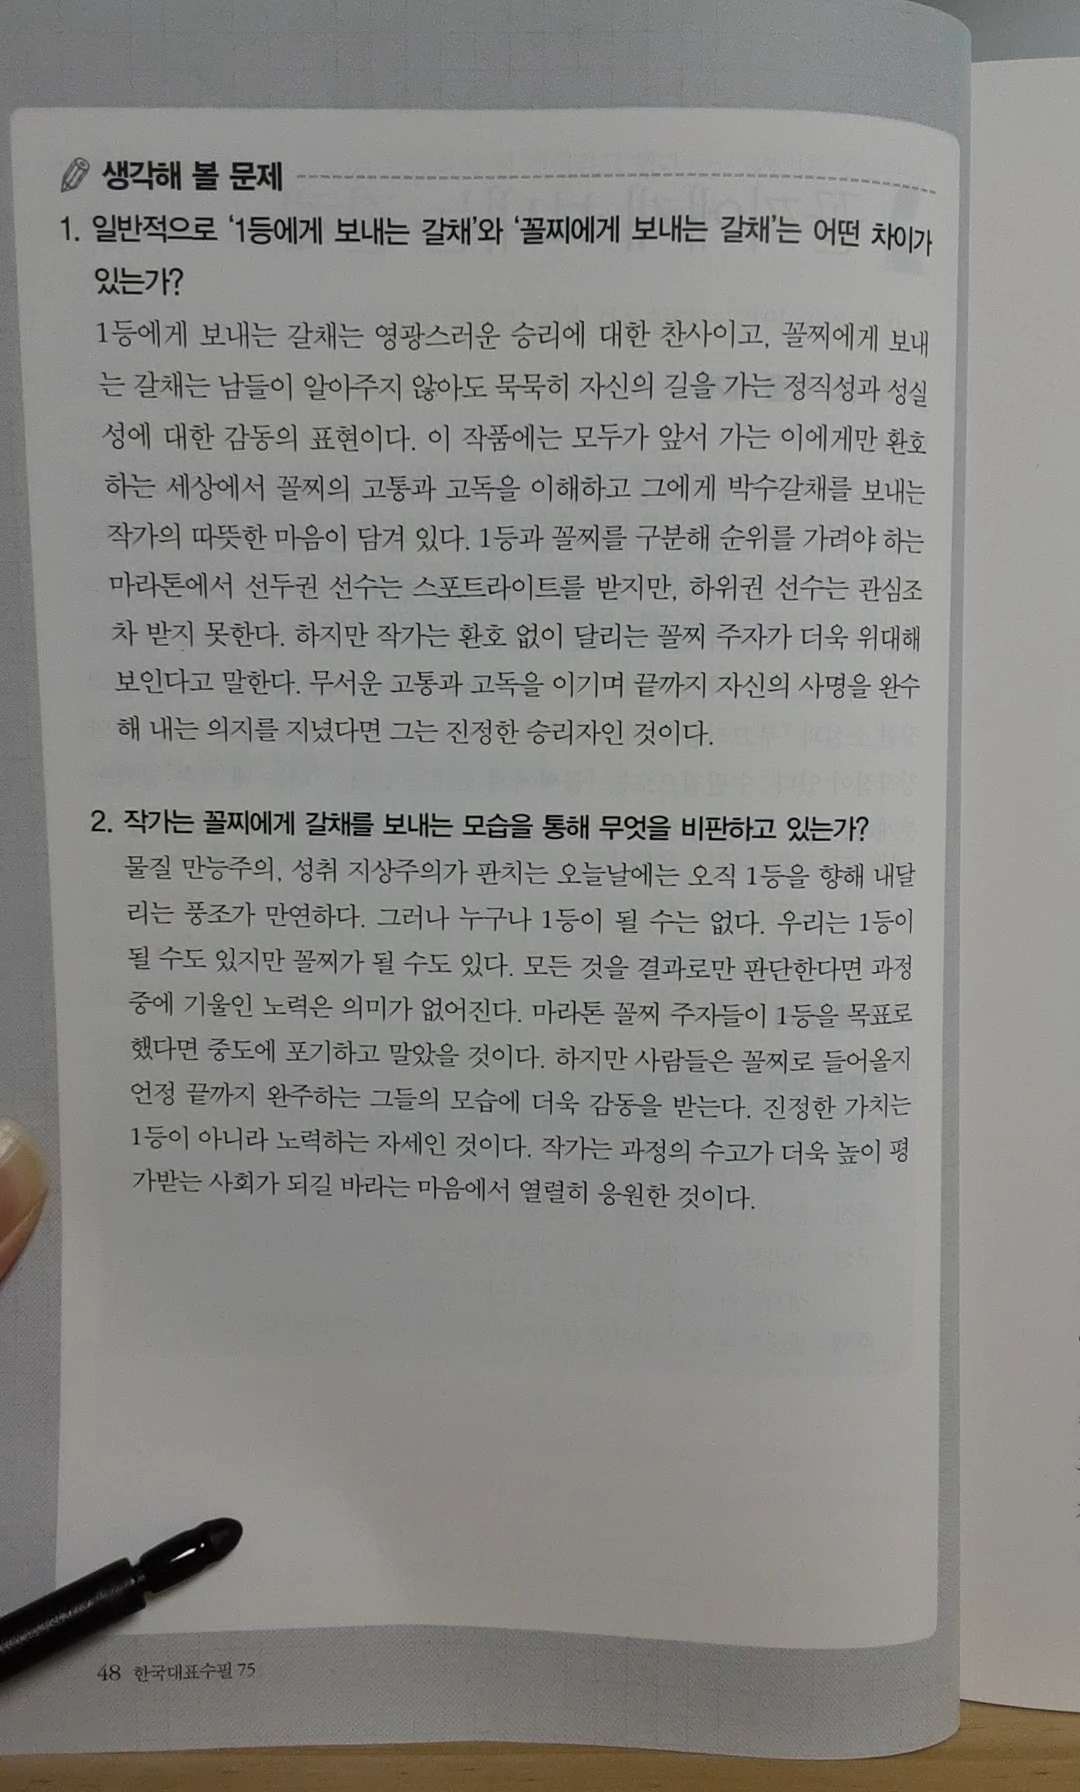 생각해 볼 문제
1. 일반적으로 ‘1등에게 보내는 갈채’와 ‘꼴찌에게 보내는 갈채’는 어떤 차이가
있는가?
1등에게 보내는 갈채는 영광스러운 승리에 대한 찬사이고, 꼴찌에게 보내
는 갈채는 남들이 알아주지 않아도 묵묵히 자신의 길을 가는 정직성과 성실
성에 대한 감동의 표현이다. 이 작품에는 모두가 앞서 가는 이에게만 환호
하는 세상에서 꼴찌의 고통과 고독을 이해하고 그에게 박수갈채를 보내는
작가의 따뜻한 마음이 담겨 있다. 1등과 꼴찌를 구분해 순위를 가려야 하는
마라톤에서 선두권 선수는 스포트라이트를 받지만, 하위권 선수는 관심조
차 받지 못한다. 하지만 작가는 환호 없이 달리는 꼴찌 주자가 더욱 위대해
보인다고 말한다. 무서운 고통과 고독을 이기며 끝까지 자신의 사명을 완수
해 내는 의지를 지녔다면 그는 진정한 승리자인 것이다.
2. 작가는 꼴찌에게 갈채를 보내는 모습을 통해 무엇을 비판하고 있는가?
물질 만능주의, 성취 지상주의가 판치는 오늘날에는 오직 1등을 향해 내달
리는 풍조가 만연하다. 그러나 누구나 1등이 될 수는 없다. 우리는 1등이
될 수도 있지만 꼴찌가 될 수도 있다. 모든 것을 결과로만 판단한다면 과정
중에 기울인 노력은 의미가 없어진다. 마라톤 꼴찌 주자들이 1등을 목표로
했다면 중도에 포기하고 말았을 것이다. 하지만 사람들은 꼴찌로 들어올지
언정 끝까지 완주하는 그들의 모습에 더욱 감동을 받는다. 진정한 가치는
1등이 아니라 노력하는 자세인 것이다. 작가는 과정의 수고가 더욱 높이 평
가받는 사회가 되길 바라는 마음에서 열렬히 응원한 것이다.
48 한국대표수필 75